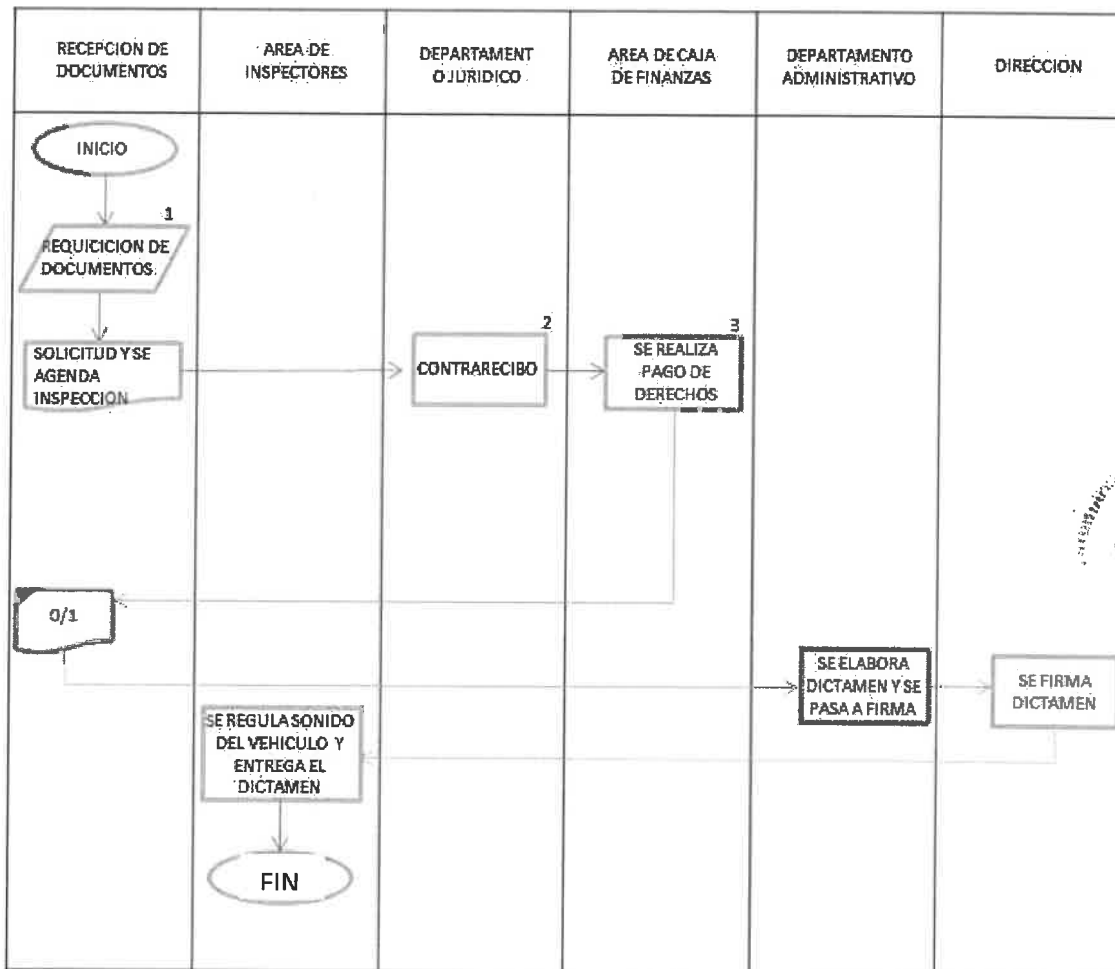 RECEPCION DE
DOCUMENTOS
AREA DE
INSPECTORES
DEPARTAMENT
O JURIDICO
AREA DE CAJA
DE FINANZAS
DEPARTAMENTO
ADMINISTRATIVO
DIRECCION
INICIO
1
REQUICICION DE
DOCUMENTOS.
SOLICITUD Y SE
AGENDA
INSPECCION
2
CONTRARECIBO
3
SE REALIZA
PAGO DE
DERECHOS
0/1
SE ELABORA
DICTAMEN Y SE
PASA A FIRMA
SE FIRMA
DICTAMEN
SE REGULA SONIDO
DEL VEHICULO Y
ENTREGA EL
DICTAMEN
FIN